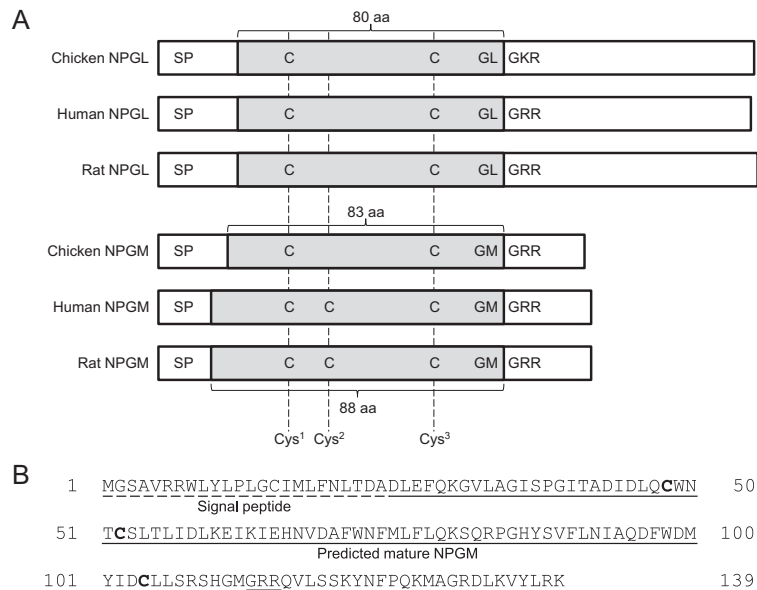 A
80 aa
Chicken NPGL SP C C GL GKR
Human NPGL SP C C GL GRR
Rat NPGL SP C C GL GRR
83 aa
Chicken NPGM SP C C GM GRR
Human NPGM SP C C C GM GRR
Rat NPGM SP C C C GM GRR
88 aa
Cys1 Cys2 Cys3
B
1 MGSAVRRWLYLPLGCIMLFNLTDADLEFQKGVLAGISPGITADIDLQCWN 50
Signal peptide
51 TCSLTLIDLKEIKIEHNVDAFWNFMLFLQKSQRPGHYSVFLNIAQDFWDM 100
Predicted mature NPGM
101 YIDCLLSRSHGMGRRQVLSSKYNFPQKMAGRDLKVYLRK 139